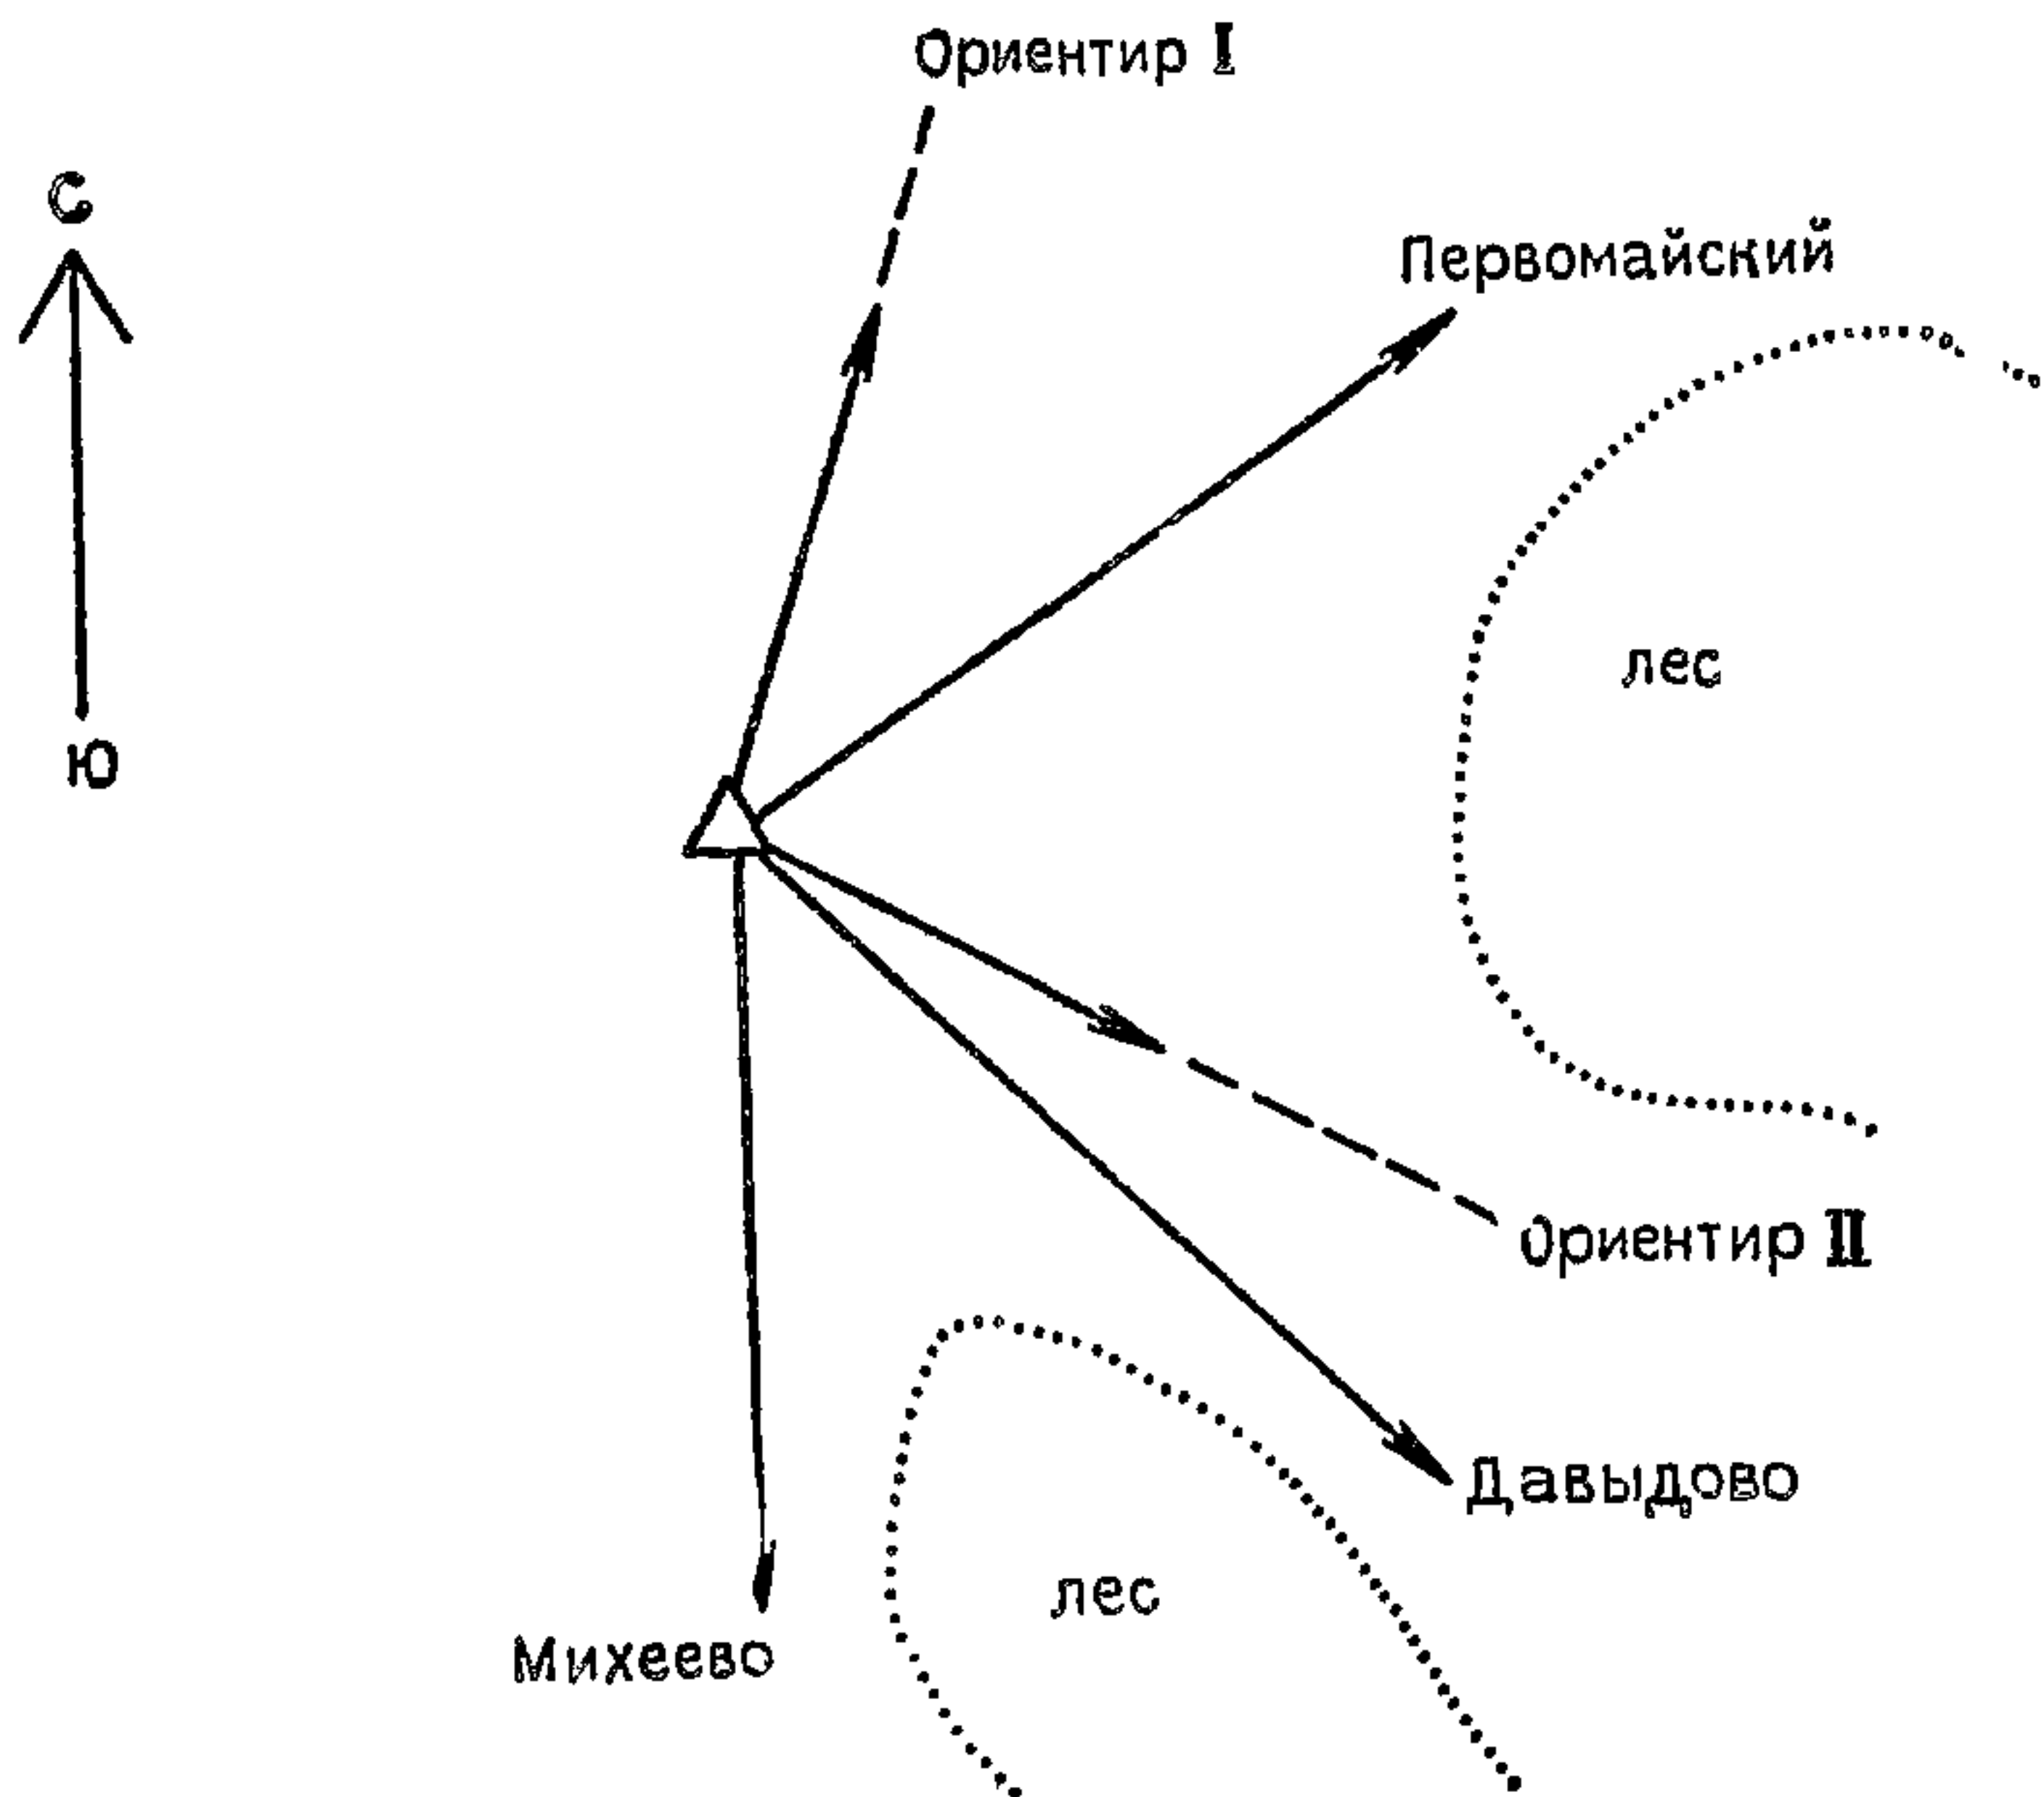 Ориентир I
С
Первомайский
лес
Ю
Ориентир II
Давыдово
лес
Михеево